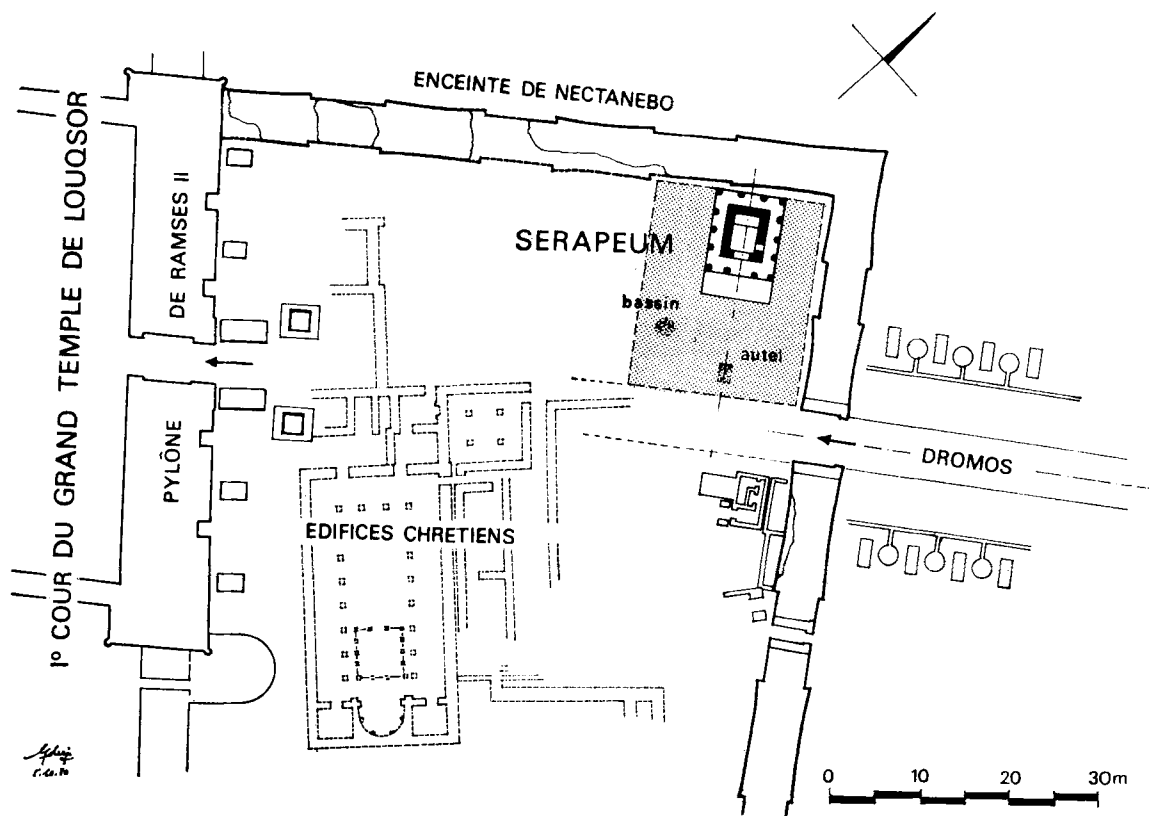 ENCEINTE DE NECTANEBO
Iº COUR DU GRAND TEMPLE DE LOUQSOR
PYLÔNE DE RAMSES II
SERAPEUM
bassin
autel
DROMOS
EDIFICES CHRETIENS
0 10 20 30m